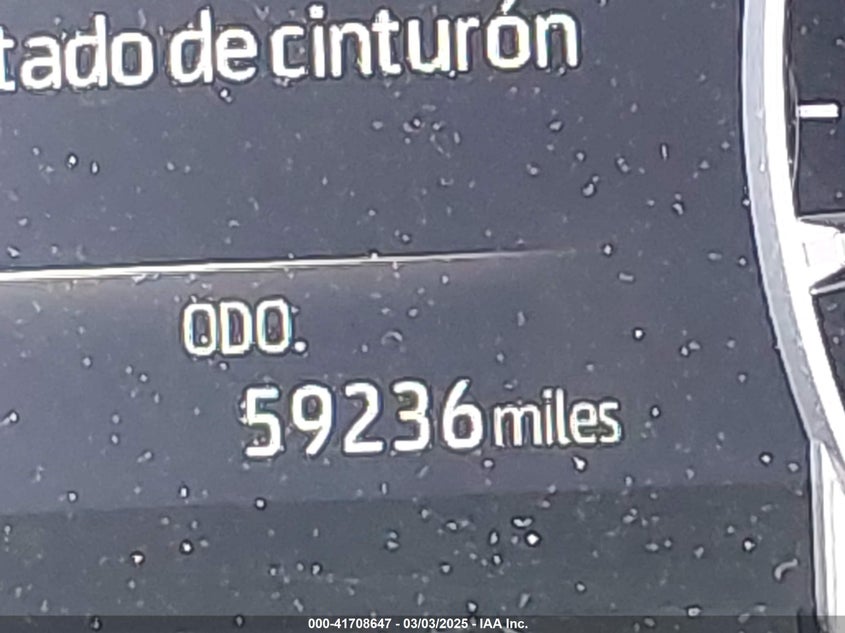 tado de cinturón
ODO.
59236 miles
000-41708647 - 03/03/2025 - IAA Inc.